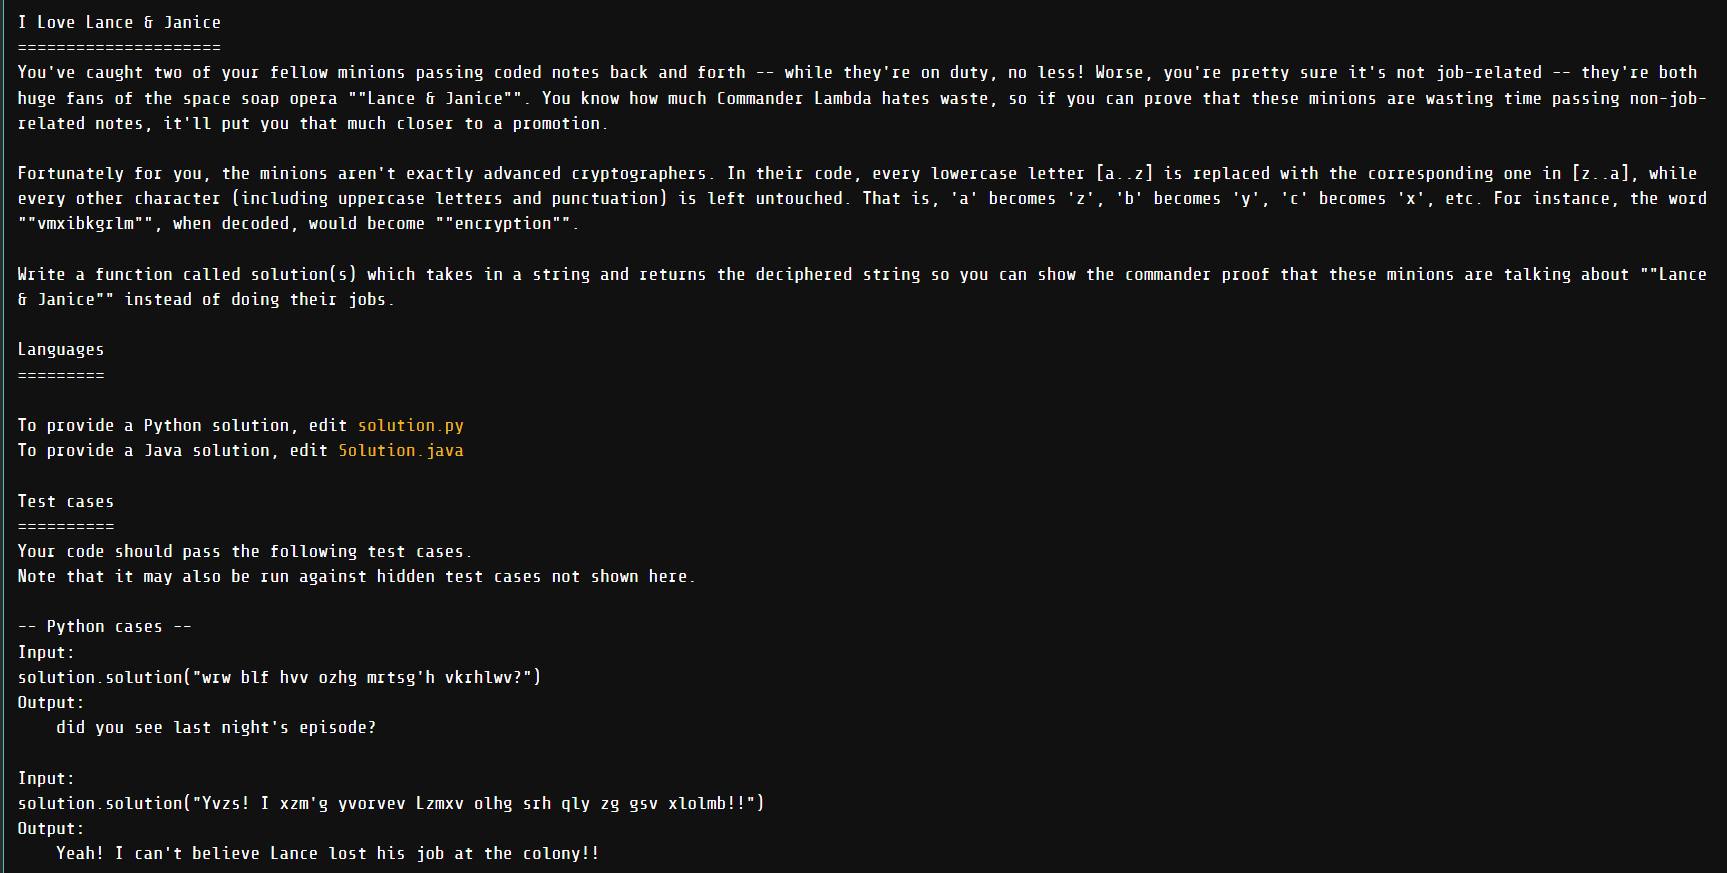 I Love Lance & Janice
=====================
You've caught two of your fellow minions passing coded notes back and forth -- while they're on duty, no less! Worse, you're pretty sure it's not job-related -- they're both
huge fans of the space soap opera ""Lance & Janice"". You know how much Commander Lambda hates waste, so if you can prove that these minions are wasting time passing non-job-
related notes, it'll put you that much closer to a promotion.
Fortunately for you, the minions aren't exactly advanced cryptographers. In their code, every lowercase letter [a..z] is replaced with the corresponding one in [z..a], while
every other character (including uppercase letters and punctuation) is left untouched. That is, 'a' becomes 'z', 'b' becomes 'y', 'c' becomes 'x', etc. For instance, the word
""vmxibkgrlm"", when decoded, would become ""encryption"".
Write a function called solution(s) which takes in a string and returns the deciphered string so you can show the commander proof that these minions are talking about ""Lance
& Janice"" instead of doing their jobs.
Languages
=========
To provide a Python solution, edit solution.py
To provide a Java solution, edit Solution.java
Test cases
==========
Your code should pass the following test cases.
Note that it may also be run against hidden test cases not shown here.
-- Python cases --
Input:
solution.solution("wrw blf hvv ozhg mrtsg'h vkrhlwv?")
Output:
    did you see last night's episode?
Input:
solution.solution("Yvzs! I xzm'g yvorvev Lzmxv olhg srh qly zg gsv xlolmb!!")
Output:
    Yeah! I can't believe Lance lost his job at the colony!!